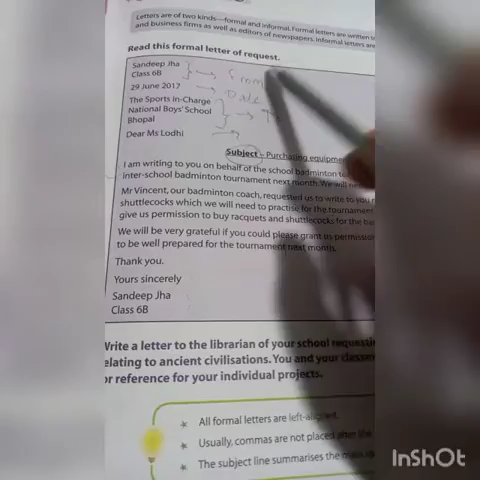 Letters are of two kinds—formal and informal. Formal letters are written
and business firms as well as editors of newspapers. Informal letters are
Read this formal letter of request.
Sandeep Jha
Class 6B
From
29 June 2017
Date
The Sports In-Charge
National Boys' School
Bhopal
Dear Ms Lodhi
Subject – Purchasing equipment
I am writing to you on behalf of the school badminton
inter-school badminton tournament next month. We will
Mr Vincent, our badminton coach, requested us to write to you
shuttlecocks which we will need to practise for the tournament
give us permission to buy racquets and shuttlecocks for the
We will be very grateful if you could please grant us permission
to be well prepared for the tournament next month.
Thank you.
Yours sincerely
Sandeep Jha
Class 6B
Write a letter to the librarian of your school
relating to ancient civilisations. You and your
for reference for your individual projects.
★ All formal letters are left-aligned.
★ Usually, commas are not placed after the
★ The subject line summarises the main
InShOt